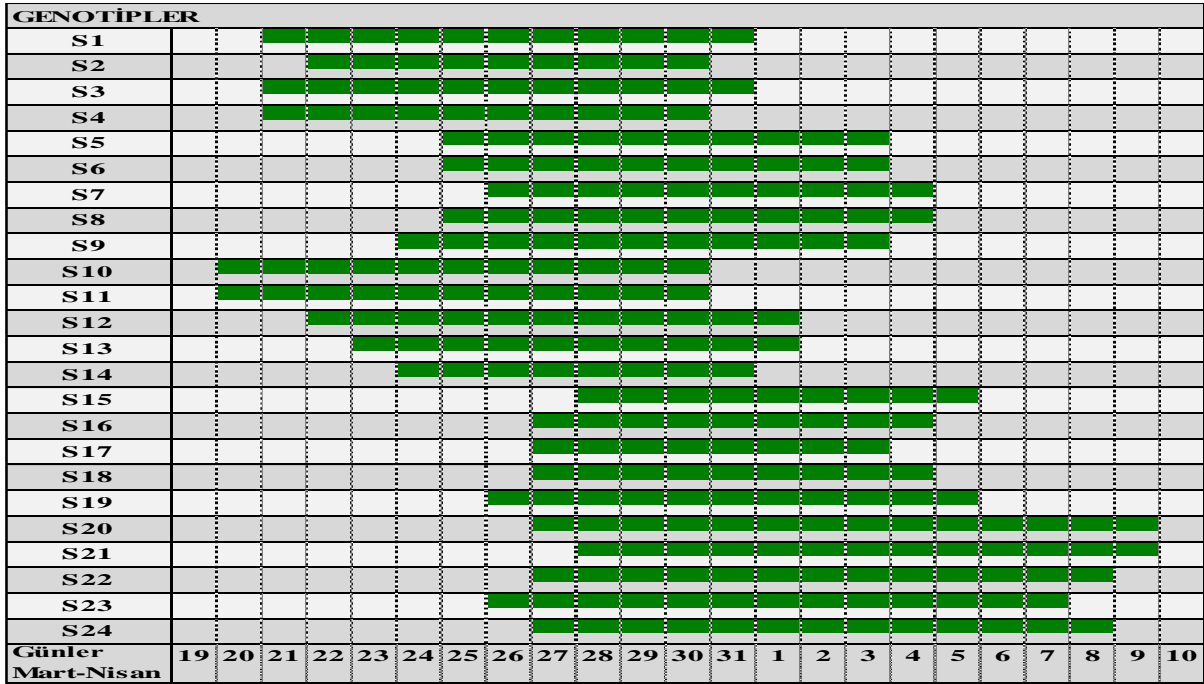 GENOTİPLER
S1
S2
S3
S4
S5
S6
S7
S8
S9
S10
S11
S12
S13
S14
S15
S16
S17
S18
S19
S20
S21
S22
S23
S24
Günler
Mart-Nisan
19 20 21 22 23 24 25 26 27 28 29 30 31 1 2 3 4 5 6 7 8 9 10